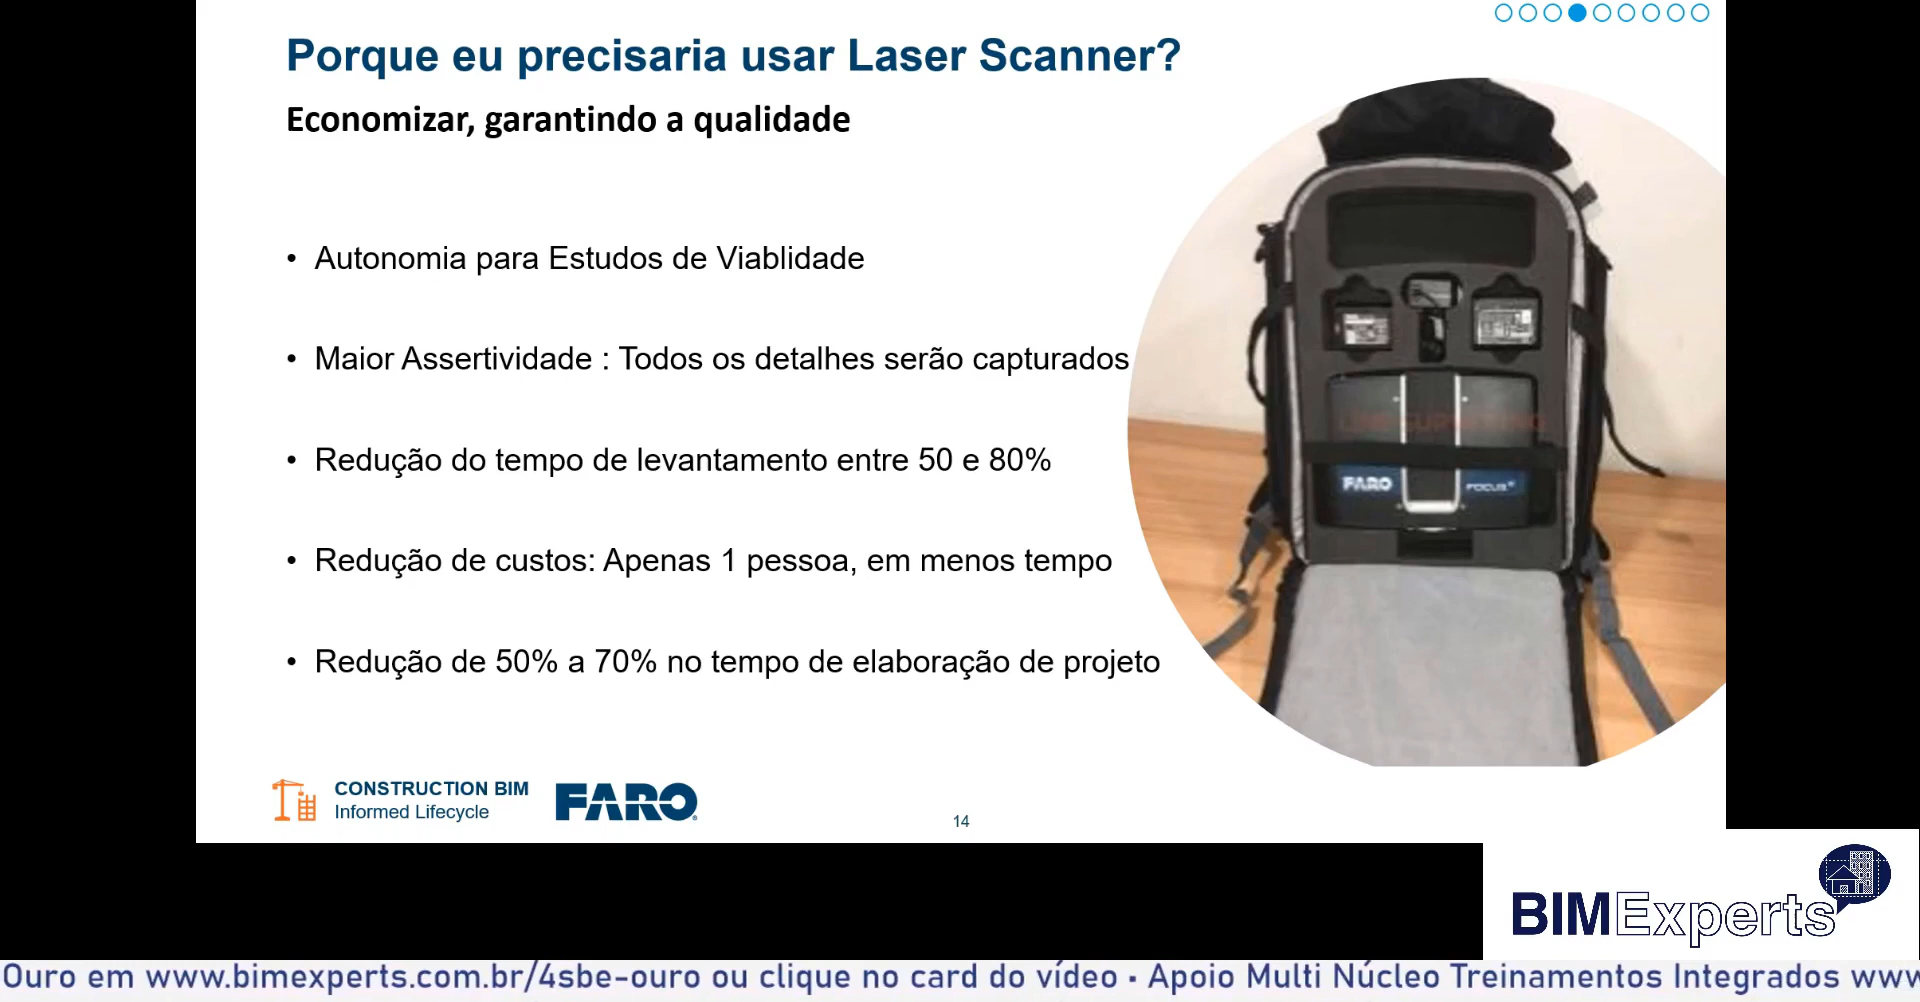 Porque eu precisaria usar Laser Scanner?
Economizar, garantindo a qualidade
• Autonomia para Estudos de Viablidade
• Maior Assertividade : Todos os detalhes serão capturados
• Redução do tempo de levantamento entre 50 e 80%
• Redução de custos: Apenas 1 pessoa, em menos tempo
• Redução de 50% a 70% no tempo de elaboração de projeto
FARO
FOCUS
CONSTRUCTION BIM
Informed Lifecycle
FARO
14
BIMExperts
Ouro em www.bimexperts.com.br/4sbe-ouro ou clique no card do vídeo • Apoio Multi Núcleo Treinamentos Integrados www